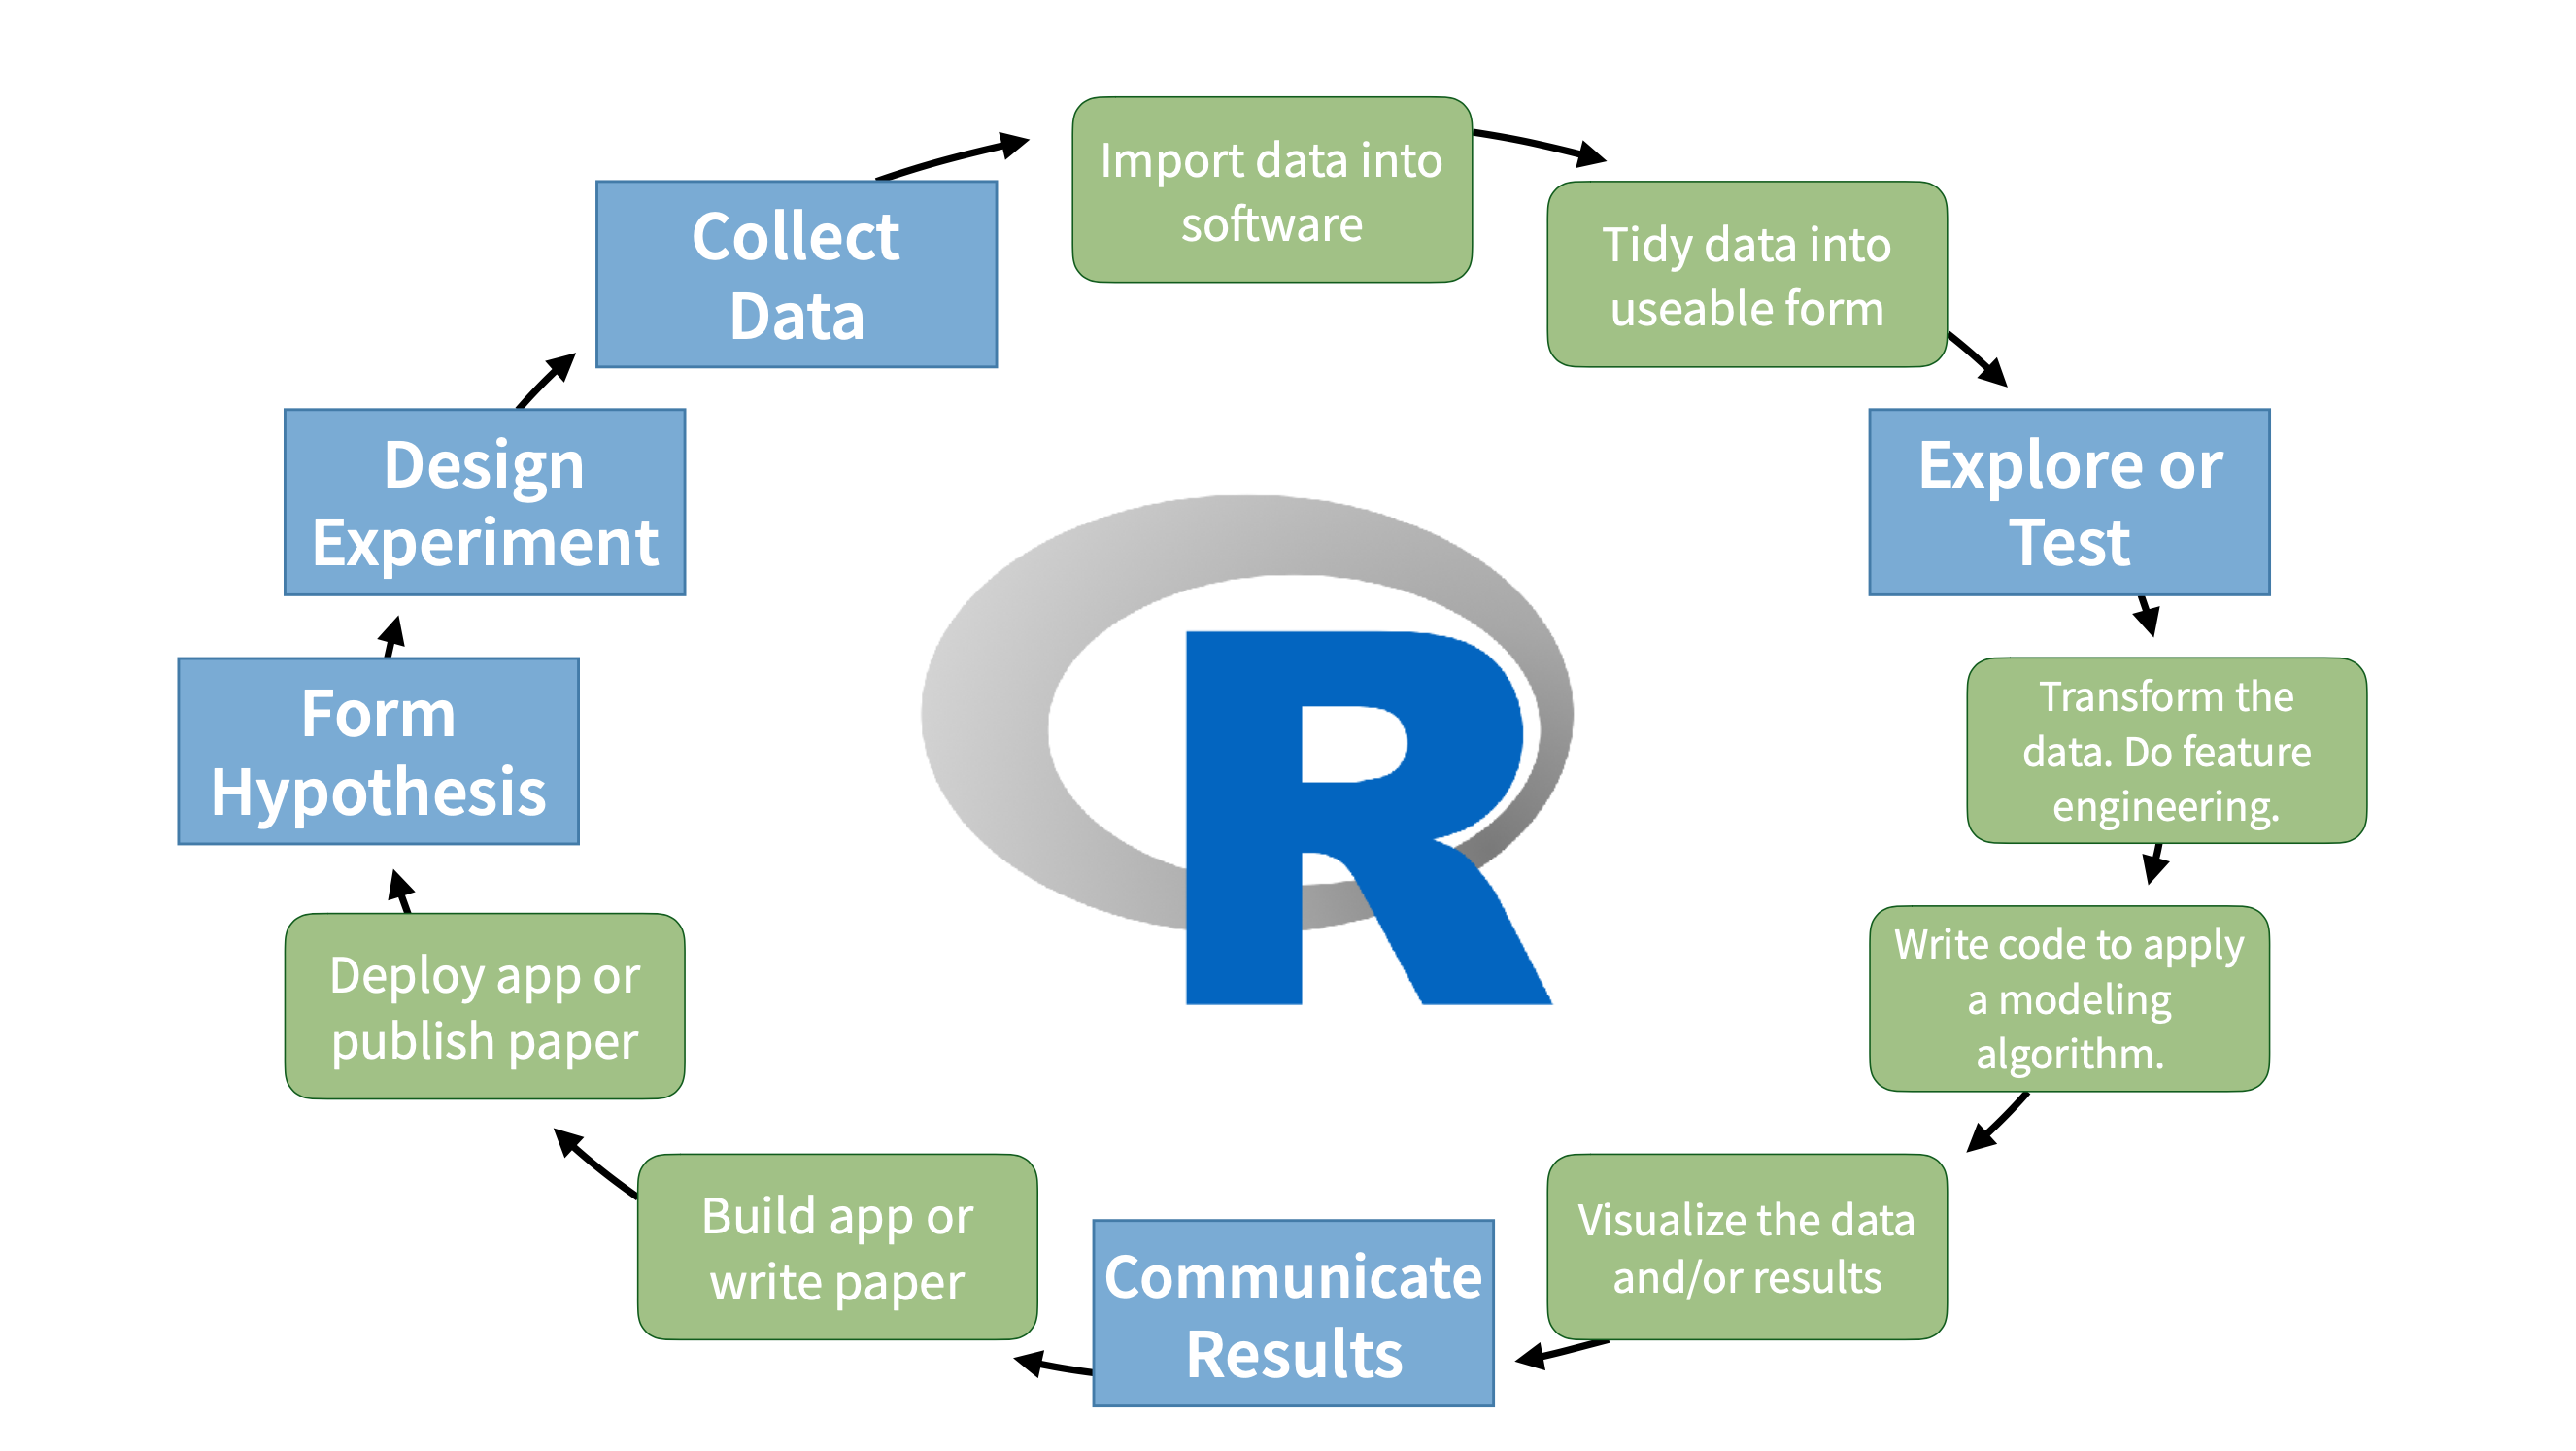 Import data into
software
Collect
Data
Tidy data into
useable form
Design
Experiment
Explore or
Test
Form
Hypothesis
R
Transform the
data. Do feature
engineering.
Deploy app or
publish paper
Write code to apply
a modeling
algorithm.
Build app or
write paper
Communicate
Results
Visualize the data
and/or results